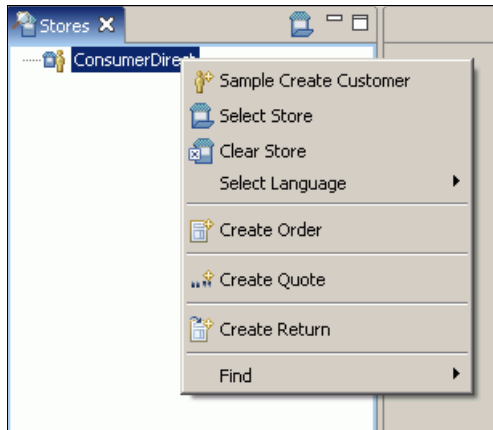 Stores
ConsumerDirect
Sample Create Customer
Select Store
Clear Store
Select Language
Create Order
Create Quote
Create Return
Find